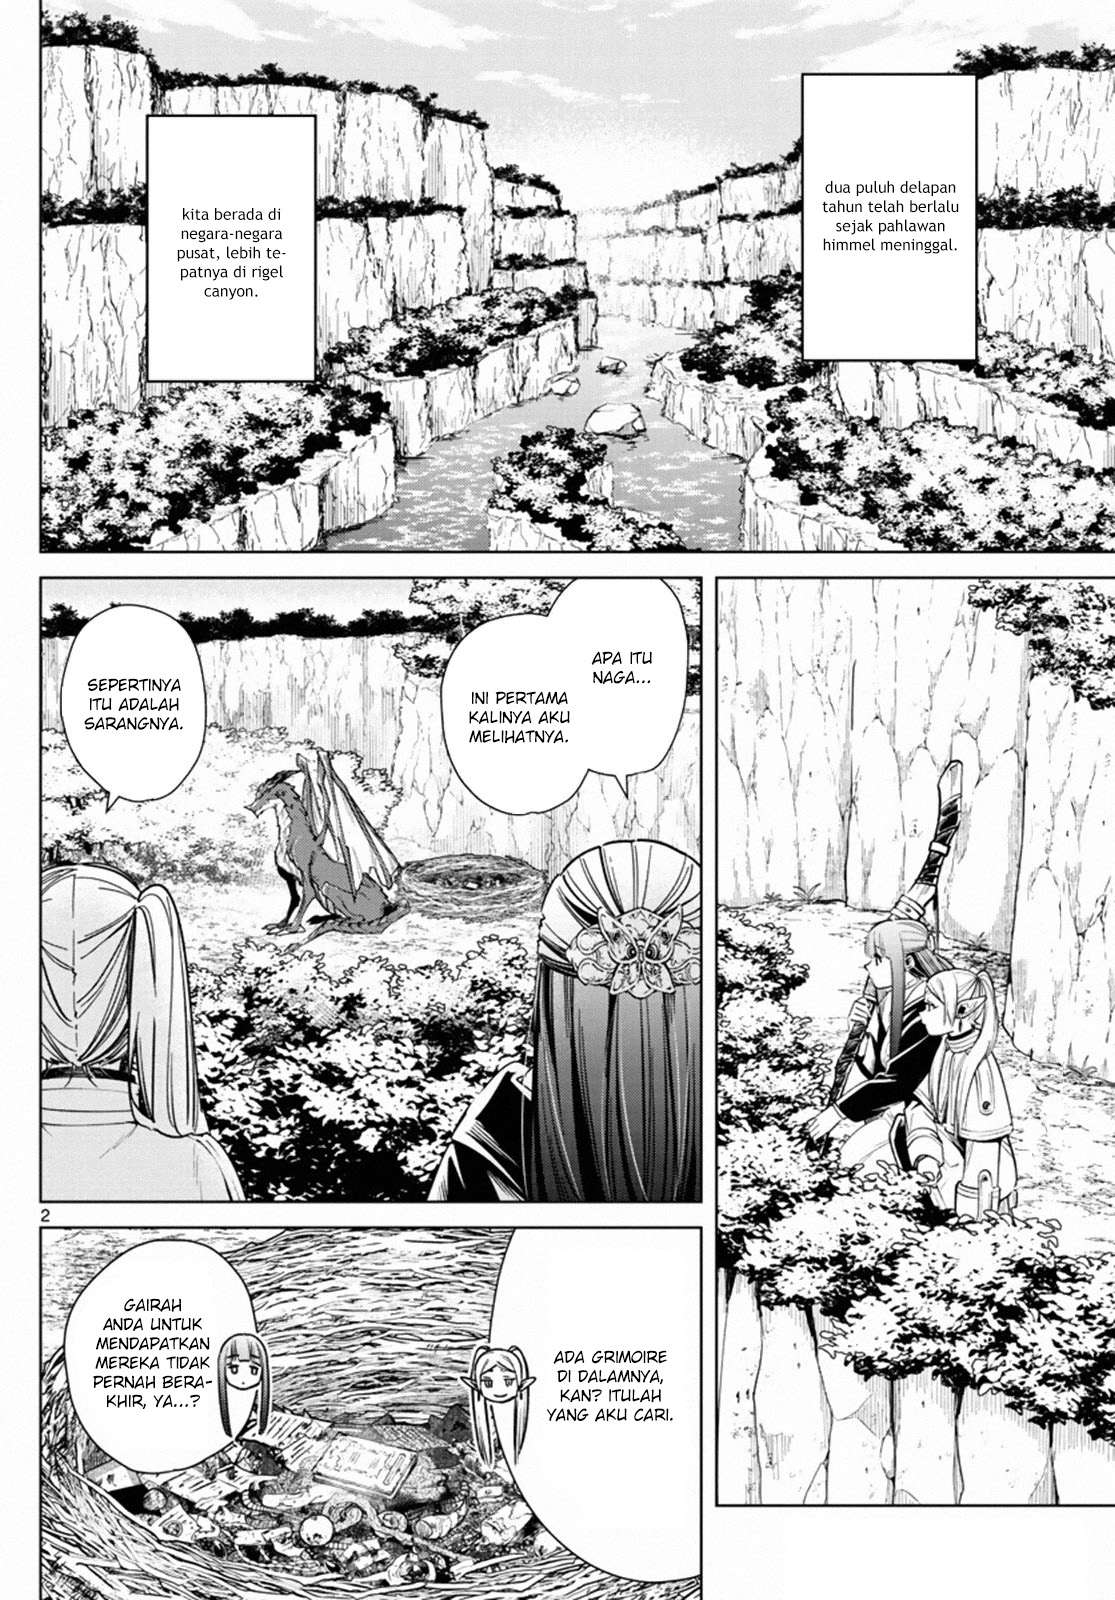 dua puluh delapan
tahun telah berlalu
sejak pahlawan
himmel meninggal.
kita berada di
negara-negara
pusat, lebih te-
patnya di rigel
canyon.
APA ITU
NAGA...
INI PERTAMA
KALINYA AKU
MELIHATNYA.
SEPERTINYA
ITU ADALAH
SARANGNYA.
2
ADA GRIMOIRE
DI DALAMNYA,
KAN? ITULAH
YANG AKU CARI.
GAIRAH
ANDA UNTUK
MENDAPATKAN
MEREKA TIDAK
PERNAH BERA-
KHIR, YA...?